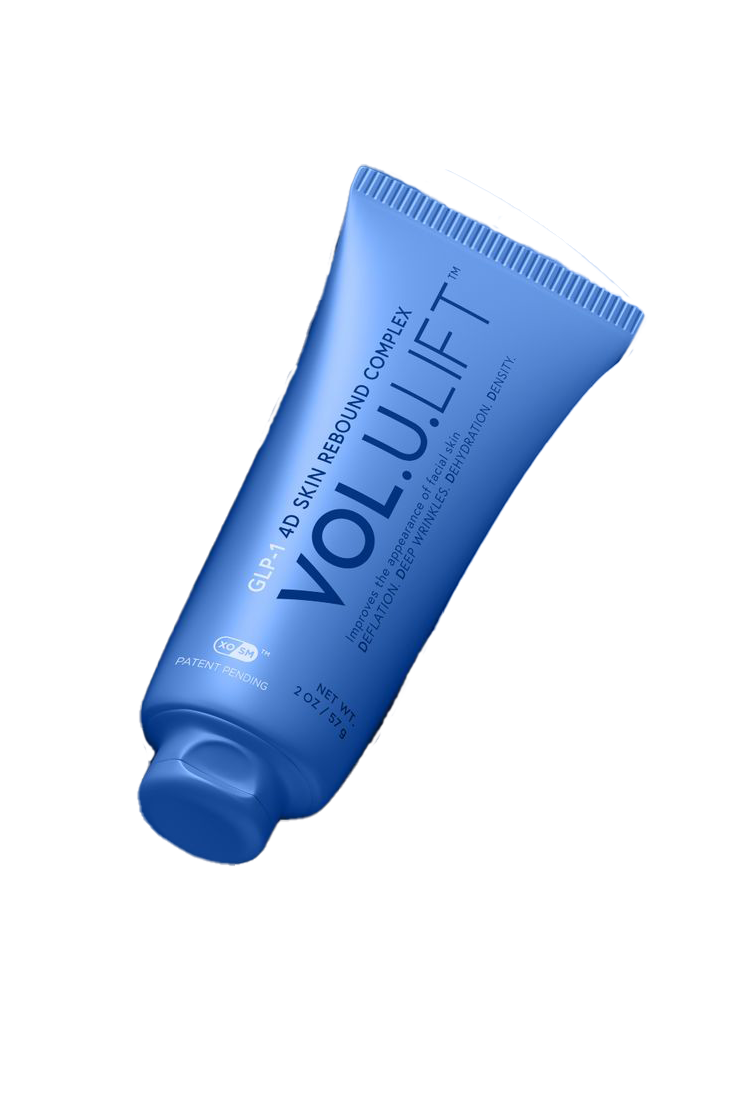 GLP-1 4D SKIN REBOUND COMPLEX
VOL.U.LIFT™
Improves the appearance of facial skin
DEFLATION. DEEP WRINKLES. DEHYDRATION. DENSITY.
XO SM™
PATENT PENDING
NET WT.
2 OZ / 57 g